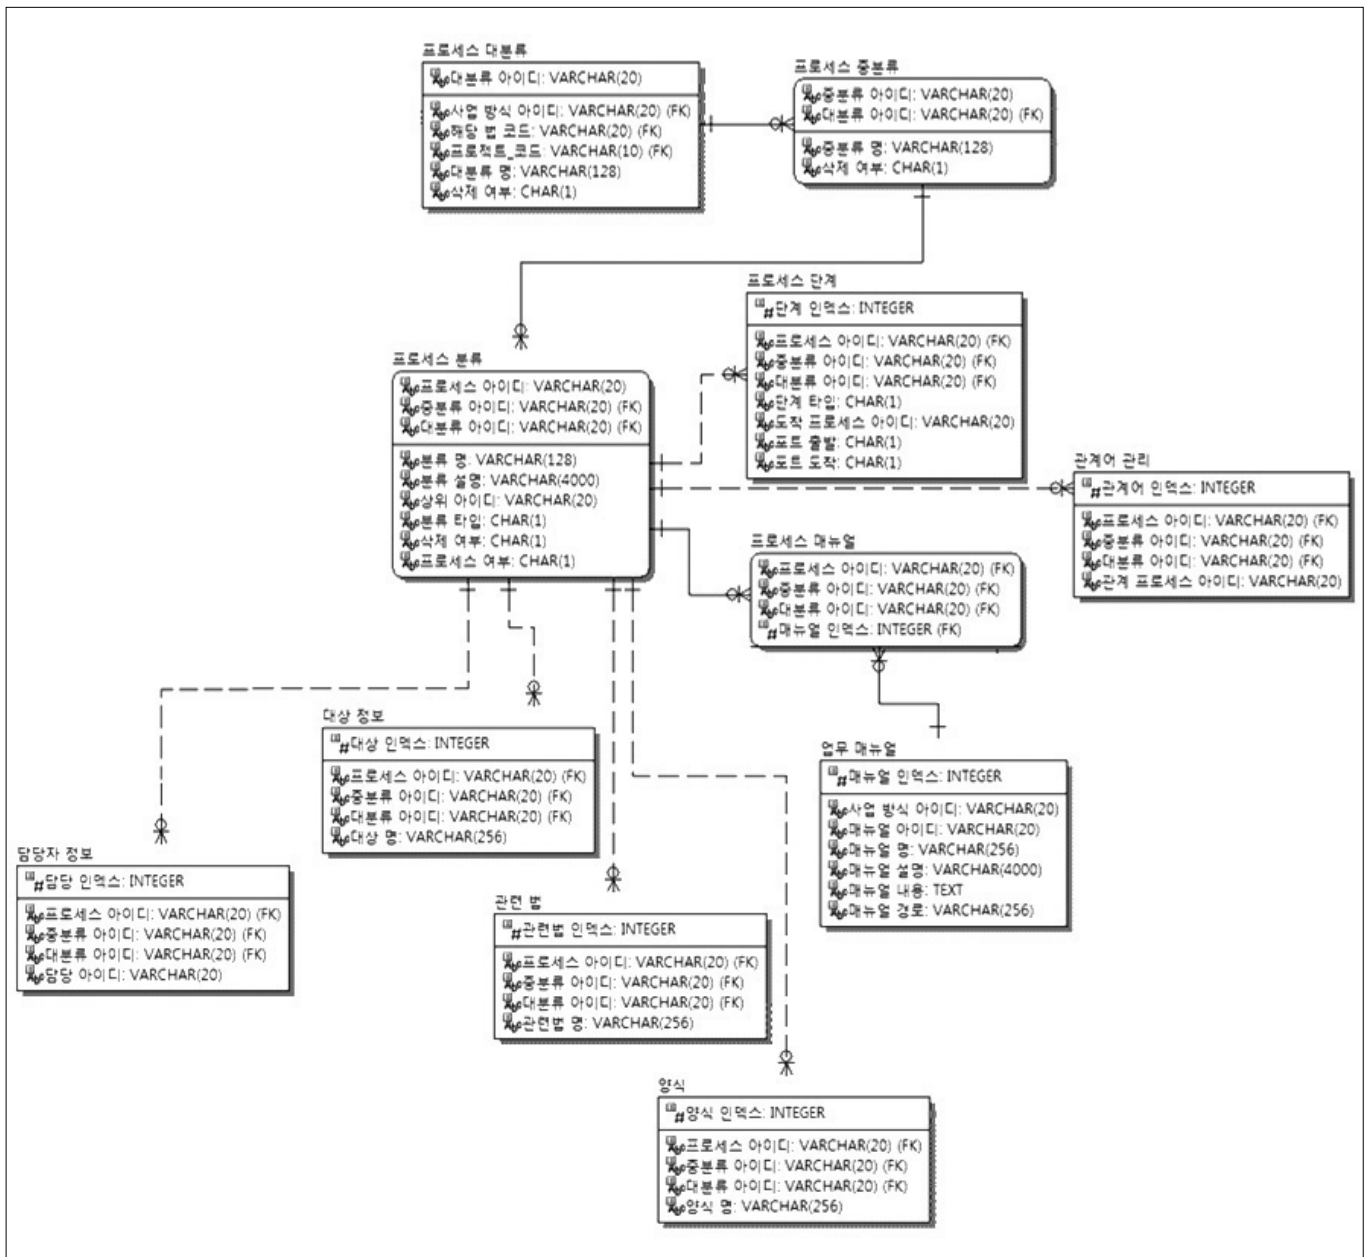 프로세스 대분류
대분류 아이디: VARCHAR(20)
사업 방식 아이디: VARCHAR(20) (FK)
해당 법 코드: VARCHAR(20) (FK)
프로젝트_코드: VARCHAR(10) (FK)
대분류 명: VARCHAR(128)
삭제 여부: CHAR(1)
프로세스 중분류
중분류 아이디: VARCHAR(20)
대분류 아이디: VARCHAR(20) (FK)
중분류 명: VARCHAR(128)
삭제 여부: CHAR(1)
프로세스 단계
단계 인덱스: INTEGER
프로세스 아이디: VARCHAR(20) (FK)
중분류 아이디: VARCHAR(20) (FK)
대분류 아이디: VARCHAR(20) (FK)
단계 타입: CHAR(1)
도착 프로세스 아이디: VARCHAR(20)
포트 출발: CHAR(1)
포트 도착: CHAR(1)
프로세스 분류
프로세스 아이디: VARCHAR(20)
중분류 아이디: VARCHAR(20) (FK)
대분류 아이디: VARCHAR(20) (FK)
분류 명: VARCHAR(128)
분류 설명: VARCHAR(4000)
상위 아이디: VARCHAR(20)
분류 타입: CHAR(1)
삭제 여부: CHAR(1)
프로세스 여부: CHAR(1)
관계어 관리
관계어 인덱스: INTEGER
프로세스 아이디: VARCHAR(20) (FK)
중분류 아이디: VARCHAR(20) (FK)
대분류 아이디: VARCHAR(20) (FK)
관계 프로세스 아이디: VARCHAR(20)
프로세스 매뉴얼
프로세스 아이디: VARCHAR(20) (FK)
중분류 아이디: VARCHAR(20) (FK)
대분류 아이디: VARCHAR(20) (FK)
매뉴얼 인덱스: INTEGER (FK)
대상 정보
대상 인덱스: INTEGER
프로세스 아이디: VARCHAR(20) (FK)
중분류 아이디: VARCHAR(20) (FK)
대분류 아이디: VARCHAR(20) (FK)
대상 명: VARCHAR(256)
업무 매뉴얼
매뉴얼 인덱스: INTEGER
사업 방식 아이디: VARCHAR(20)
매뉴얼 아이디: VARCHAR(20)
매뉴얼 명: VARCHAR(256)
매뉴얼 설명: VARCHAR(4000)
매뉴얼 내용: TEXT
매뉴얼 경로: VARCHAR(256)
담당자 정보
담당 인덱스: INTEGER
프로세스 아이디: VARCHAR(20) (FK)
중분류 아이디: VARCHAR(20) (FK)
대분류 아이디: VARCHAR(20) (FK)
담당 아이디: VARCHAR(20)
관련 법
관련법 인덱스: INTEGER
프로세스 아이디: VARCHAR(20) (FK)
중분류 아이디: VARCHAR(20) (FK)
대분류 아이디: VARCHAR(20) (FK)
관련법 명: VARCHAR(256)
양식
양식 인덱스: INTEGER
프로세스 아이디: VARCHAR(20) (FK)
중분류 아이디: VARCHAR(20) (FK)
대분류 아이디: VARCHAR(20) (FK)
양식 명: VARCHAR(256)